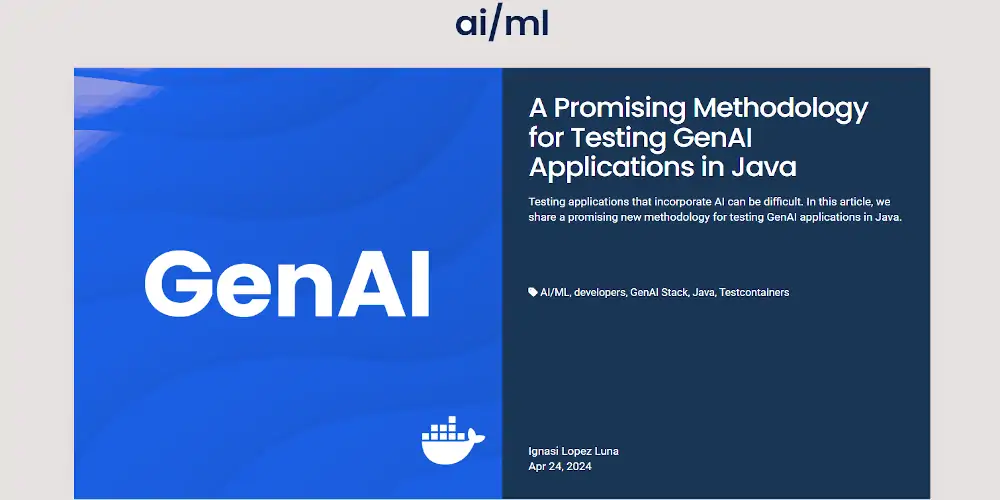 ai/ml
GenAI
A Promising Methodology
for Testing GenAI
Applications in Java
Testing applications that incorporate AI can be difficult. In this article, we
share a promising new methodology for testing GenAI applications in Java.
AI/ML, developers, GenAI Stack, Java, Testcontainers
Ignasi Lopez Luna
Apr 24, 2024